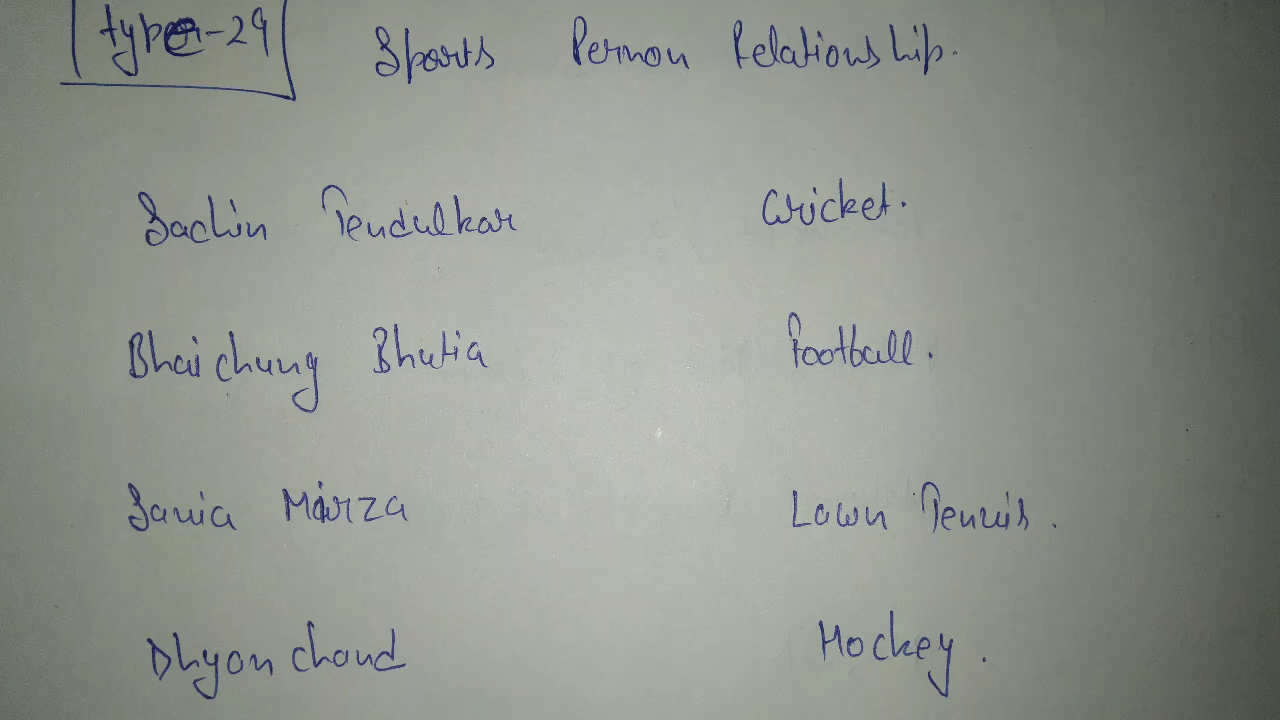 type-29 Sports Person Relationship.
Sachin Tendulkar Cricket.
Bhaichung Bhutia Football.
Sania Mirza Lawn Tennis.
Dhyan chand Hockey.